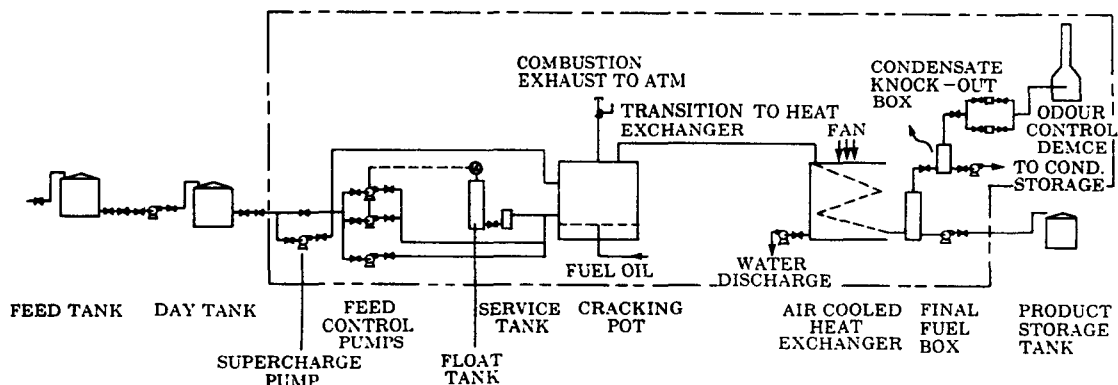 COMBUSTION
EXHAUST TO ATM
TRANSITION TO HEAT
EXCHANGER
CONDENSATE
KNOCK-OUT
BOX
FAN
ODOUR
CONTROL
DEMCE
TO COND.
STORAGE
FUEL OIL
WATER
DISCHARGE
FEED TANK
DAY TANK
SUPERCHARGE
PUMP
FEED
CONTROL
PUMPS
FLOAT
TANK
SERVICE
TANK
CRACKING
POT
AIR COOLED
HEAT
EXCHANGER
FINAL
FUEL
BOX
PRODUCT
STORAGE
TANK